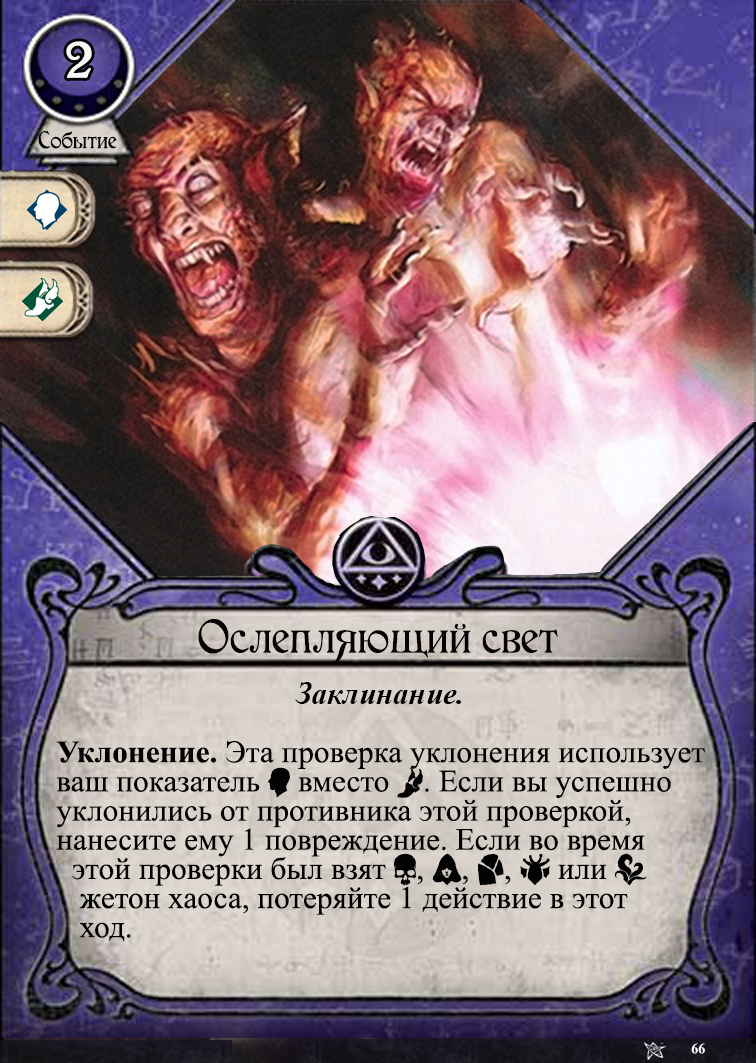 2
Событие
Ослепляющий свет
Заклинание.
Уклонение. Эта проверка уклонения использует
ваш показатель вместо . Если вы успешно
уклонились от противника этой проверкой,
нанесите ему 1 повреждение. Если во время
этой проверки был взят , , , или
жетон хаоса, потеряйте 1 действие в этот
ход.
66